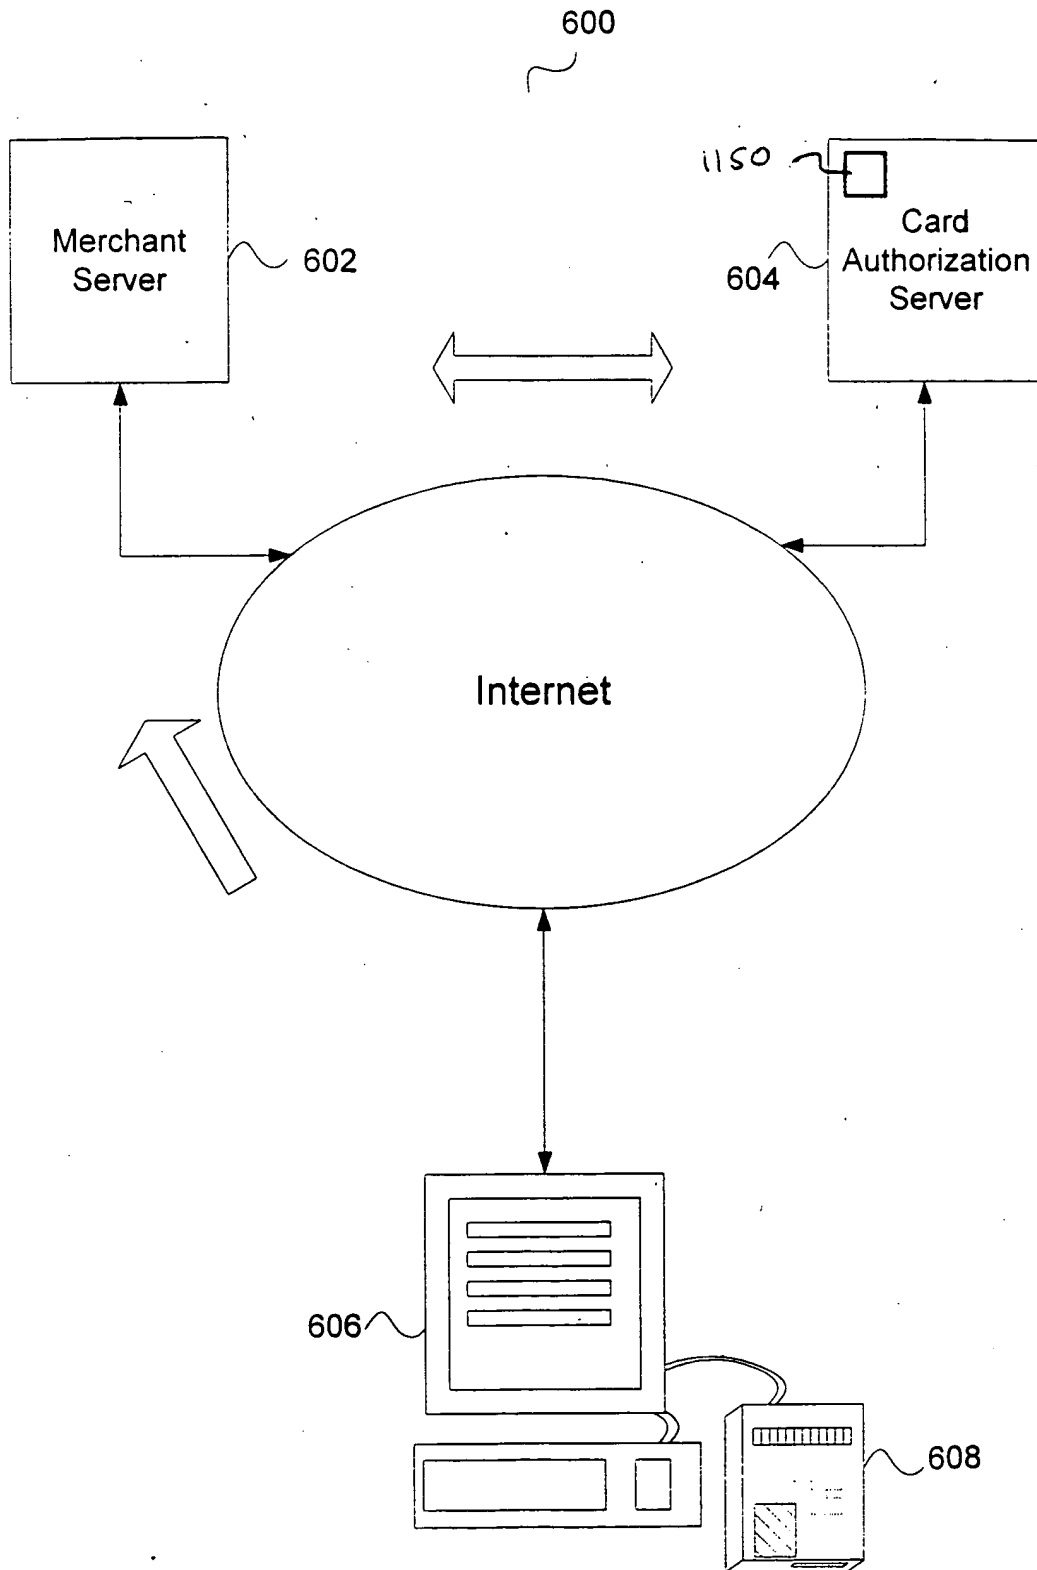 600
1150
Merchant
Server
602
604
Card
Authorization
Server
Internet
606
608